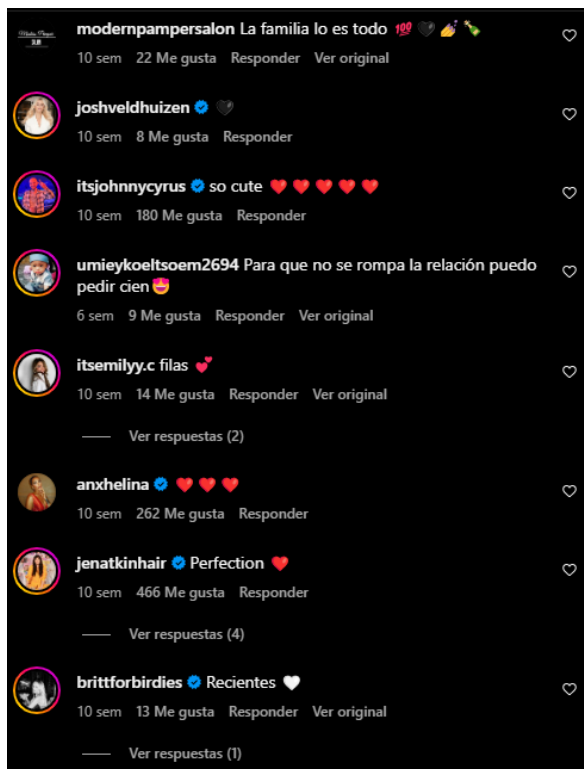 modernpampersalon La familia lo es todo 💯 🖤 💅 🍾
10 sem 22 Me gusta Responder Ver original
joshveldhuizen 🖤
10 sem 8 Me gusta Responder
itsjohnnycyrus so cute ❤️ ❤️ ❤️ ❤️ ❤️
10 sem 180 Me gusta Responder
umieykoeltsoem2694 Para que no se rompa la relación puedo
pedir cien🤩
6 sem 9 Me gusta Responder Ver original
itsemilyy.c filas 💕
10 sem 14 Me gusta Responder Ver original
Ver respuestas (2)
anxhelina ❤️ ❤️ ❤️
10 sem 262 Me gusta Responder
jenatkinhair Perfection ❤️
10 sem 466 Me gusta Responder
Ver respuestas (4)
brittforbirdies Recientes 🤍
10 sem 13 Me gusta Responder Ver original
Ver respuestas (1)